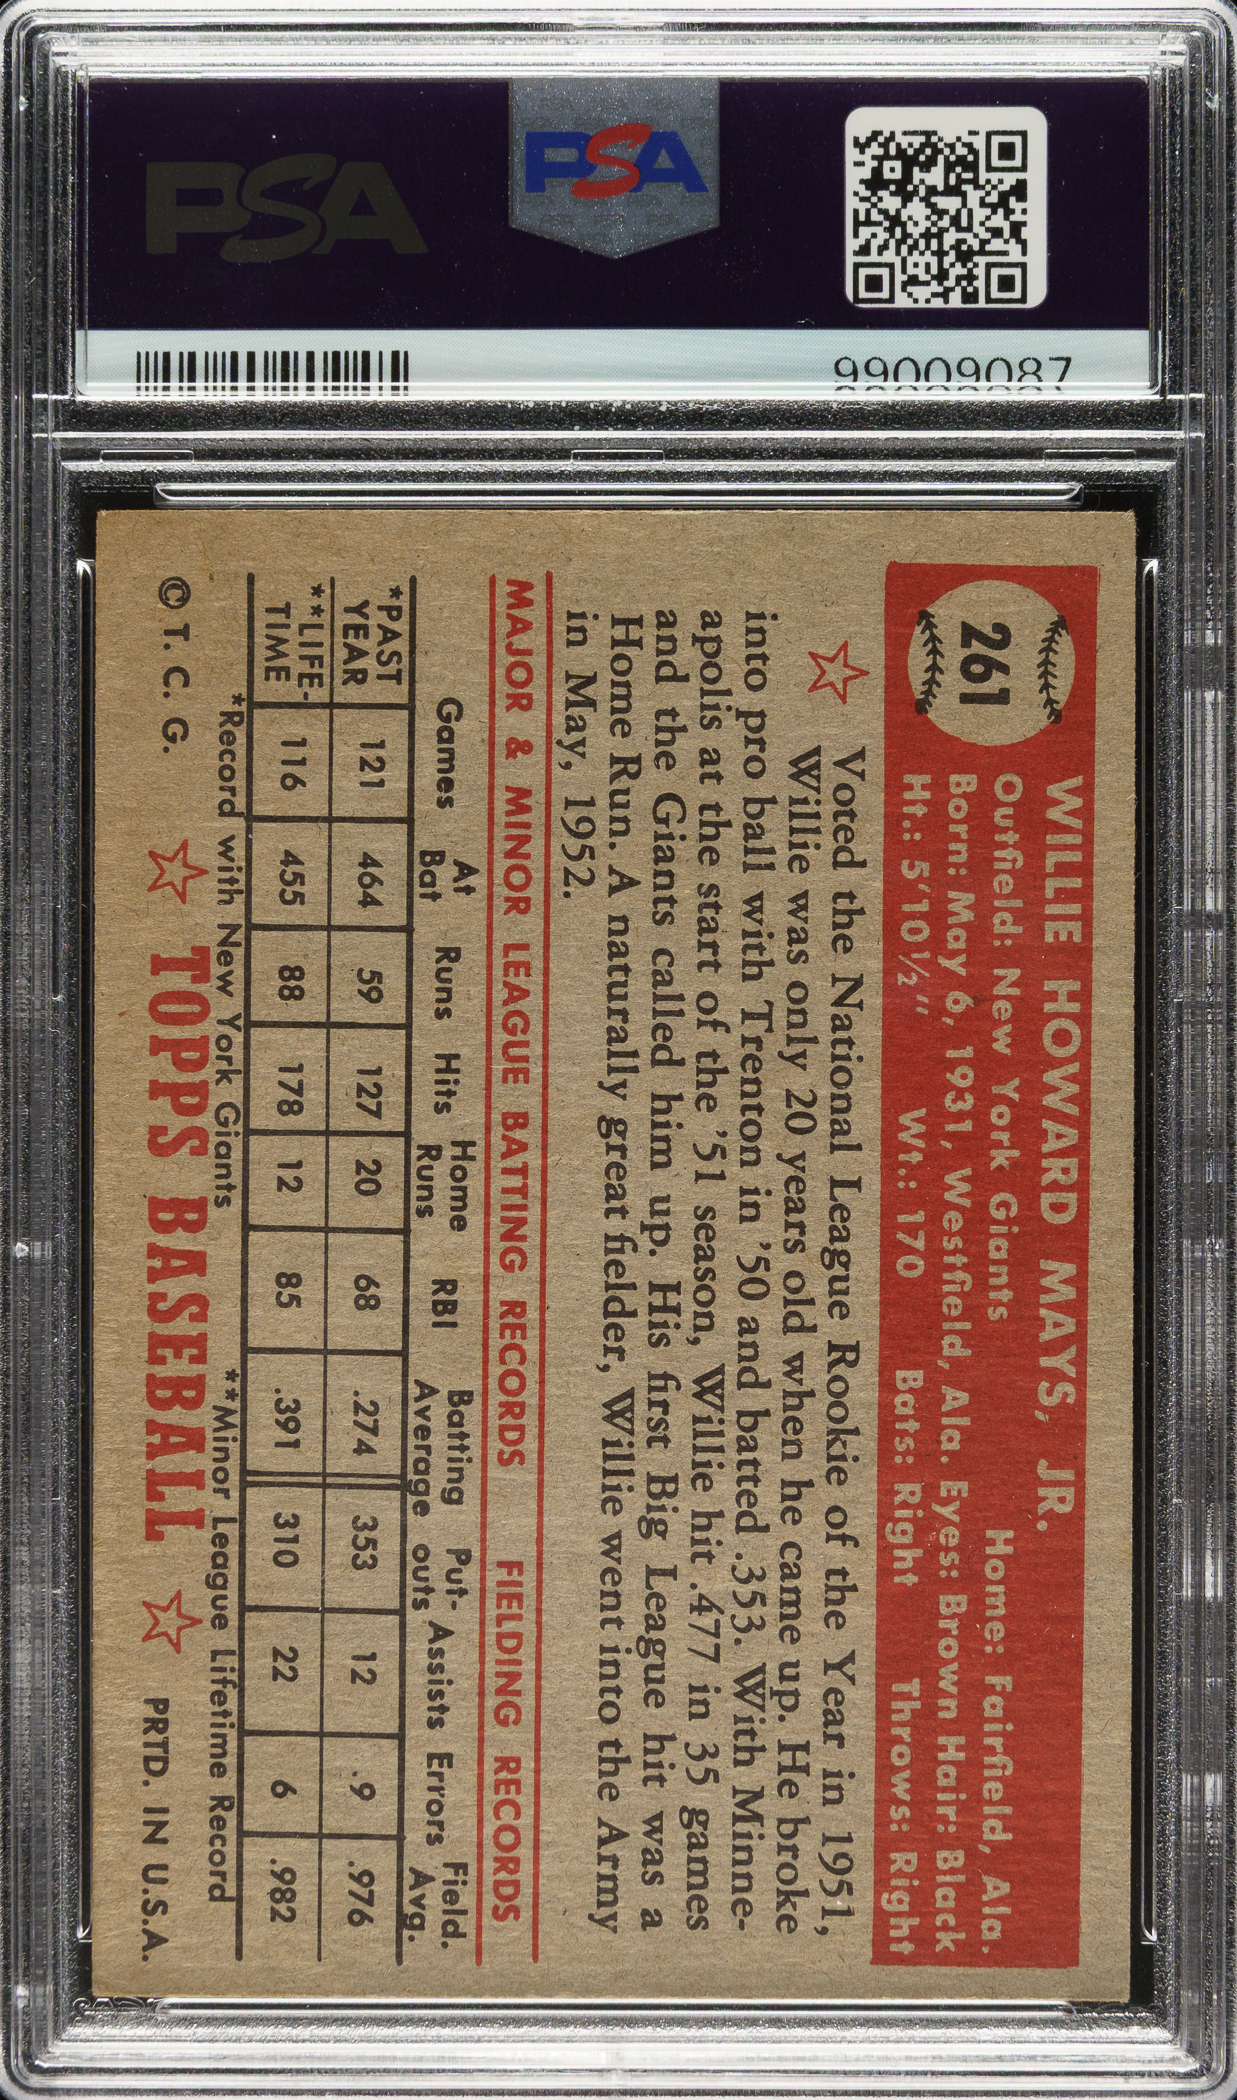 PSA
PSA
99009087
261
WILLIE HOWARD MAYS, JR.
Outfield: New York Giants Home: Fairfield, Ala.
Born: May 6, 1931, Westfield, Ala. Eyes: Brown Hair: Black
Ht.: 5'10½" Wt.: 170 Bats: Right Throws: Right
Voted the National League Rookie of the Year in 1951,
Willie was only 20 years old when he came up. He broke
into pro ball with Trenton in '50 and batted .353. With Minne-
apolis at the start of the '51 season, Willie hit .477 in 35 games
and the Giants called him up. His first Big League hit was a
Home Run. A naturally great fielder, Willie went into the Army
in May, 1952.
MAJOR & MINOR LEAGUE BATTING RECORDS FIELDING RECORDS
Games At Bat Runs Hits Home Runs RBI Batting Average Put-outs Assists Errors Field. Avg.
*PAST YEAR 121 464 59 127 20 68 .274 353 12 .9 .976
**LIFE-TIME 116 455 88 178 12 85 .391 310 22 6 .982
*Record with New York Giants **Minor League Lifetime Record
© T. C. G. TOPPS BASEBALL PRTD. IN U.S.A.